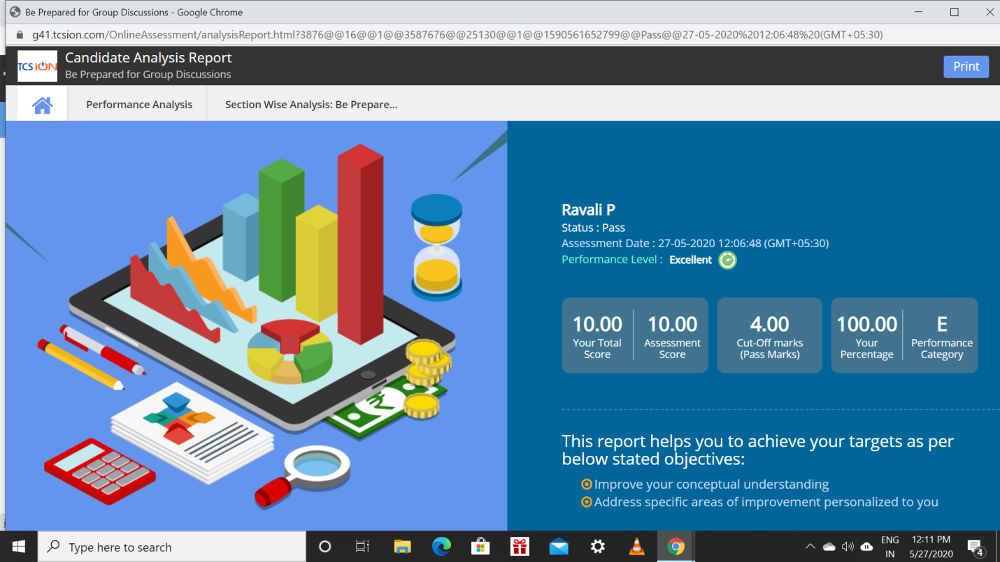 Be Prepared for Group Discussions - Google Chrome
g41.tcsion.com/OnlineAssessment/analysisReport.html?3876@@16@@1@@3587676@@25130@@1@@1590561652799@@Pass@@27-05-2020%2012:06:48%20(GMT+05:30)
TCS iON
Candidate Analysis Report
Be Prepared for Group Discussions
Print
Performance Analysis
Section Wise Analysis: Be Prepare...
Ravali P
Status : Pass
Assessment Date : 27-05-2020 12:06:48 (GMT+05:30)
Performance Level : Excellent
10.00
Your Total
Score
10.00
Assessment
Score
4.00
Cut-Off marks
(Pass Marks)
100.00
Your
Percentage
E
Performance
Category
₹
This report helps you to achieve your targets as per
below stated objectives:
Improve your conceptual understanding
Address specific areas of improvement personalized to you
Type here to search
ENG
IN
12:11 PM
5/27/2020
4